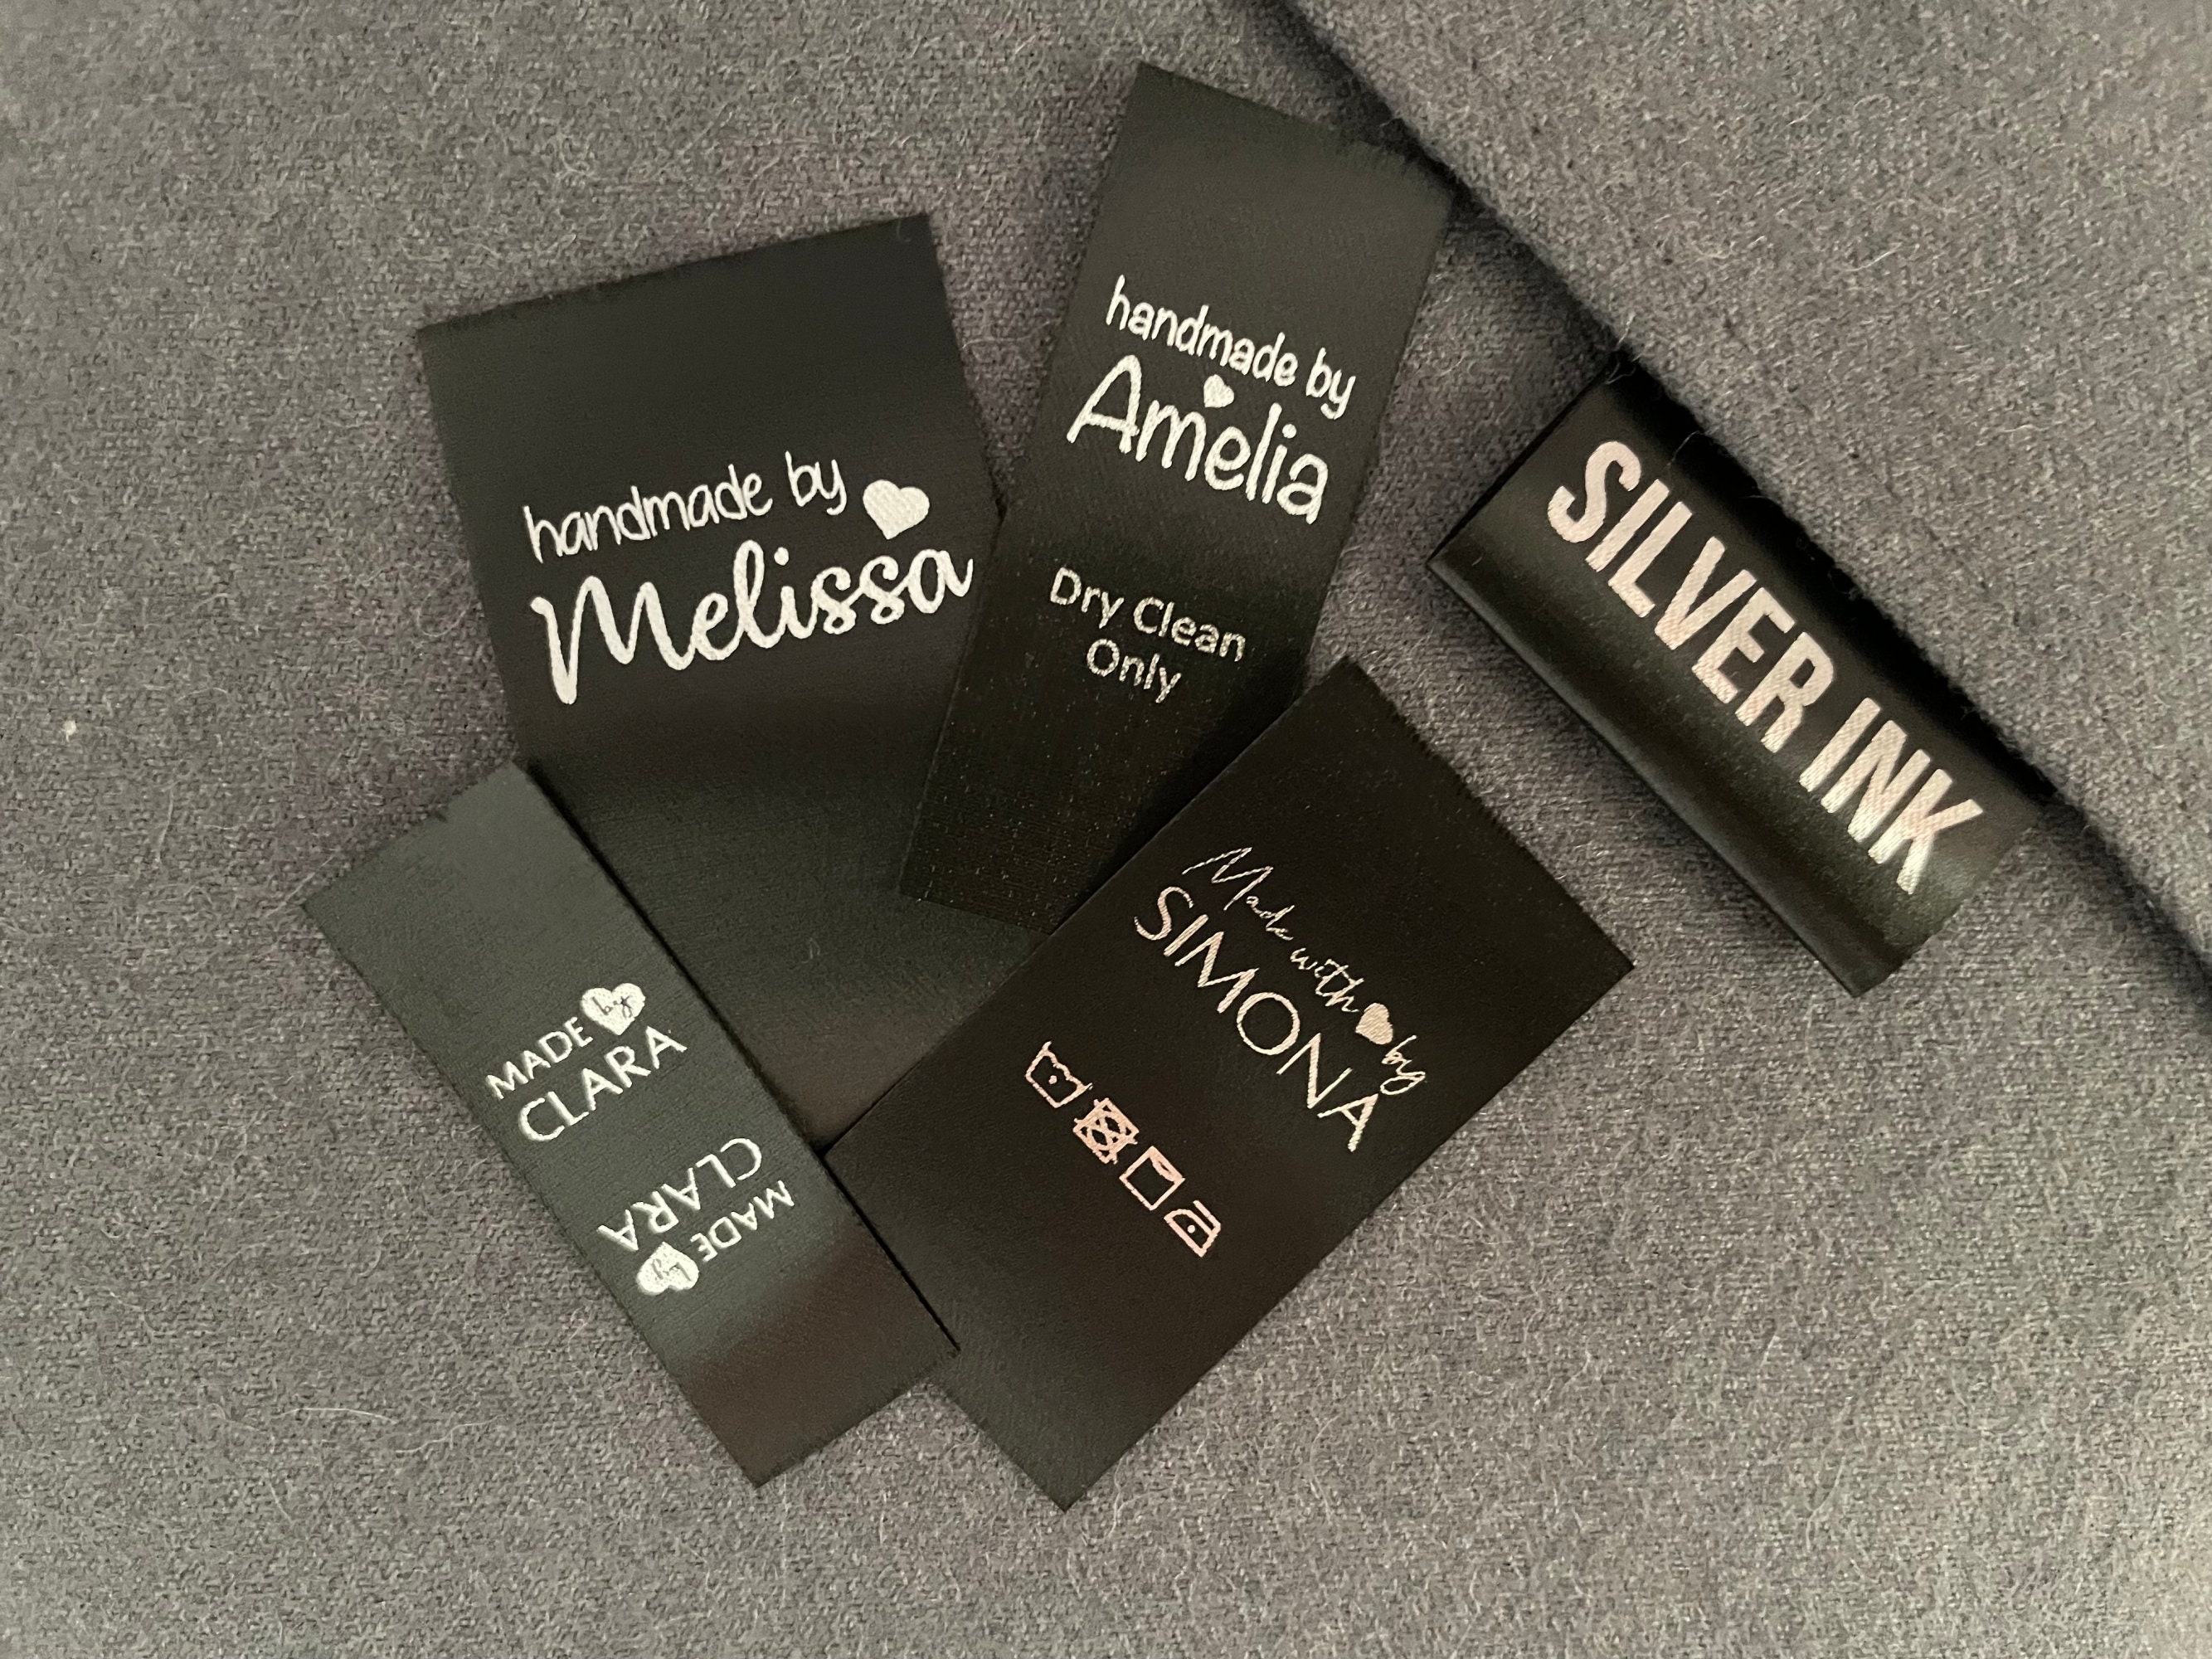 handmade by
Melissa
handmade by
Amelia
Dry Clean
Only
SILVER INK
Made with by
SIMONA
MADE by
CLARA
MADE by
CLARA